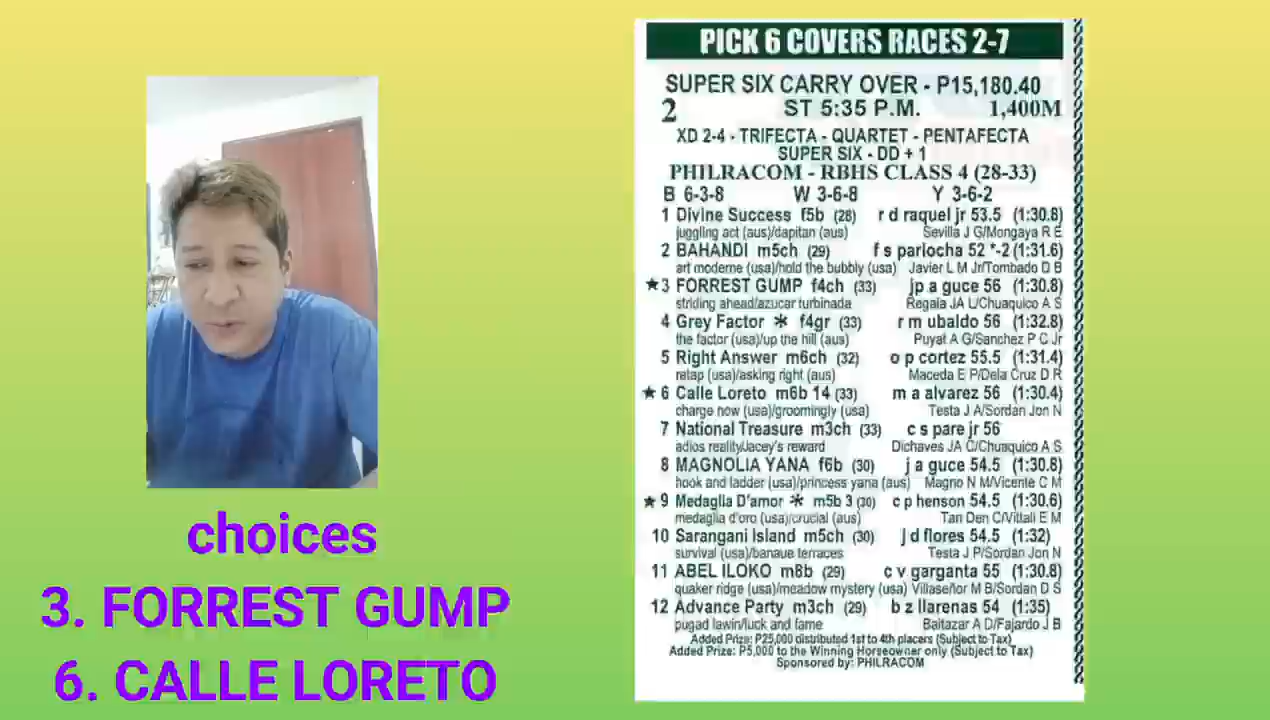 PICK 6 COVERS RACES 2-7
SUPER SIX CARRY OVER - P15,180.40
2 ST 5:35 P.M. 1,400M
XD 2-4 - TRIFECTA - QUARTET - PENTAFECTA
SUPER SIX - DD + 1
PHILRACOM - RBHS CLASS 4 (28-33)
B 6-3-8 W 3-6-8 Y 3-6-2
1 Divine Success f5b (28) r d raquel jr 53.5 (1:30.8)
juggling act (aus)/dapitan (aus) Sevilla J G/Mongaya R E
2 BAHANDI m5ch (29) f s parlocha 52 *-2 (1:31.6)
art moderne (usa)/hold the bubbly (usa) Javier L M Jr/Tombado D B
★3 FORREST GUMP f4ch (33) jp a guce 56 (1:30.8)
striding ahead/azucar turbinada Regala JA L/Chuaquico A S
4 Grey Factor * f4gr (33) r m ubaldo 56 (1:32.8)
the factor (usa)/up the hill (aus) Puyat A G/Sanchez P C Jr
5 Right Answer m6ch (32) o p cortez 55.5 (1:31.4)
ratap (usa)/asking right (aus) Maceda E P/Dela Cruz D R
★ 6 Calle Loreto m6b 14 (33) m a alvarez 56 (1:30.4)
charge now (usa)/groomingly (usa) Testa J A/Sordan Jon N
7 National Treasure m3ch (33) c s pare jr 56
adios reality/Jacey's reward Dichaves JA C/Chuaquico A S
8 MAGNOLIA YANA f6b (30) j a guce 54.5 (1:30.8)
hook and ladder (usa)/princess yana (aus) Magno N M/Vicente C M
★ 9 Medaglia D'amor * m5b 3 (30) c p henson 54.5 (1:30.6)
medaglia d'oro (usa)/crucial (aus) Tan Den C/Vittali E M
10 Sarangani Island m5ch (30) j d flores 54.5 (1:32)
survival (usa)/banaue terraces Testa J P/Sordan Jon N
11 ABEL ILOKO m8b (29) c v garganta 55 (1:30.8)
quaker ridge (usa)/meadow mystery (usa) Villaseñor M B/Sordan D S
12 Advance Party m3ch (29) b z llarenas 54 (1:35)
pugad lawin/luck and fame Baltazar A D/Fajardo J B
Added Prize: P25,000 distributed 1st to 4th placers (Subject to Tax)
Added Prize: P5,000 to the Winning Horseowner only (Subject to Tax)
Sponsored by: PHILRACOM
choices
3. FORREST GUMP
6. CALLE LORETO